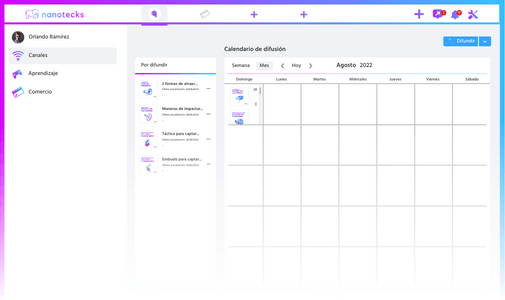 nanotecks
Orlando Ramírez
Canales
Aprendizaje
Comercio
Difundir
Calendario de difusión
Por difundir
3 formas de atraer...
Maneras de impactar...
Táctica para captar...
Embudo para captar...
Semana
Mes
Hoy
Agosto 2022
Domingo
Lunes
Martes
Miércoles
Jueves
Viernes
Sábado